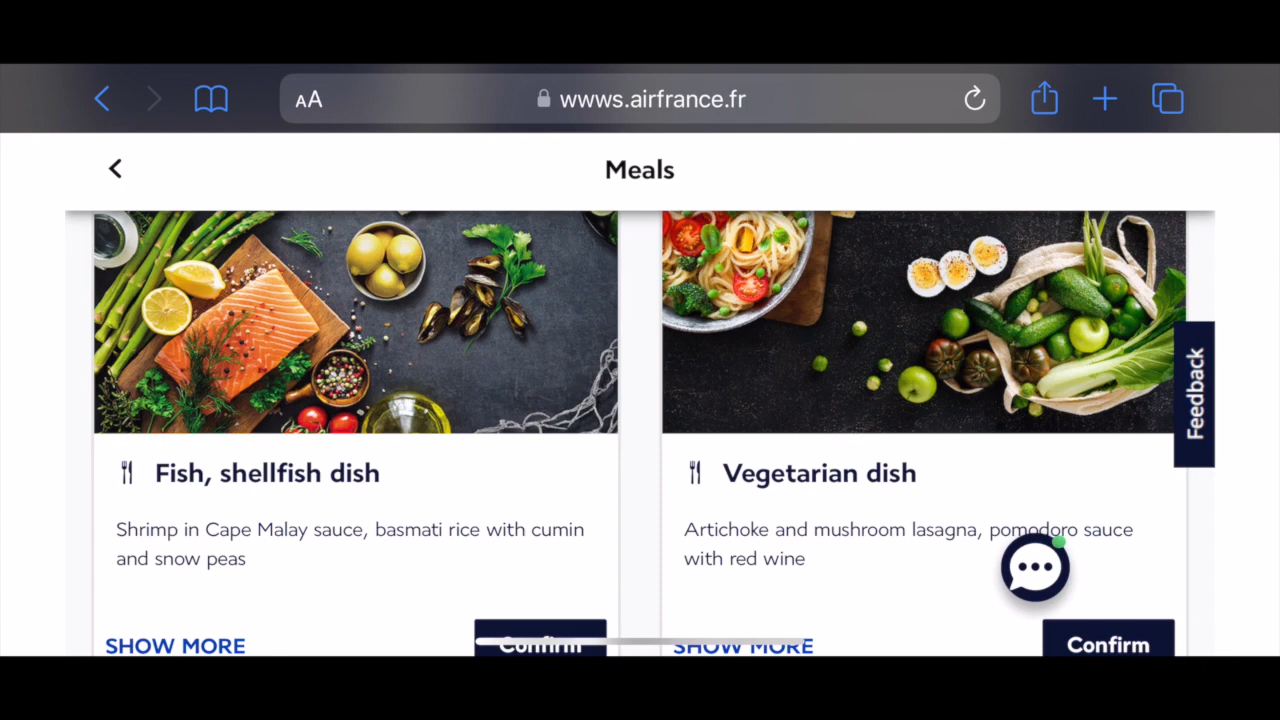 AA
wwws.airfrance.fr
Meals
Feedback
Fish, shellfish dish
Shrimp in Cape Malay sauce, basmati rice with cumin
and snow peas
SHOW MORE
Confirm
Vegetarian dish
Artichoke and mushroom lasagna, pomodoro sauce
with red wine
SHOW MORE
Confirm